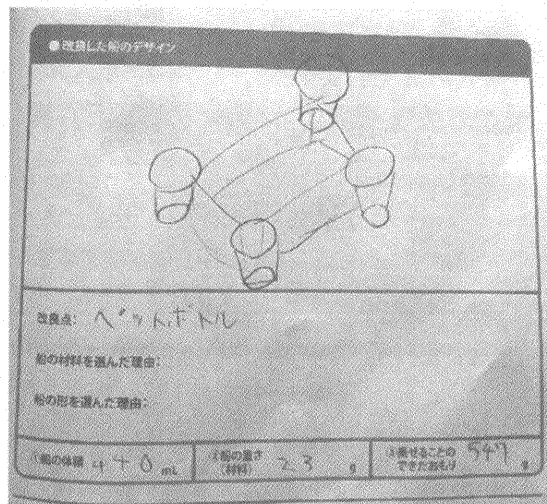 ●改良した船のデザイン
改良点: ペットボトル
船の材料を選んだ理由:
船の形を選んだ理由:
①船の体積 440 mL ②船の重さ(材料) 23 g ③乗せることのできたおもり 547 g